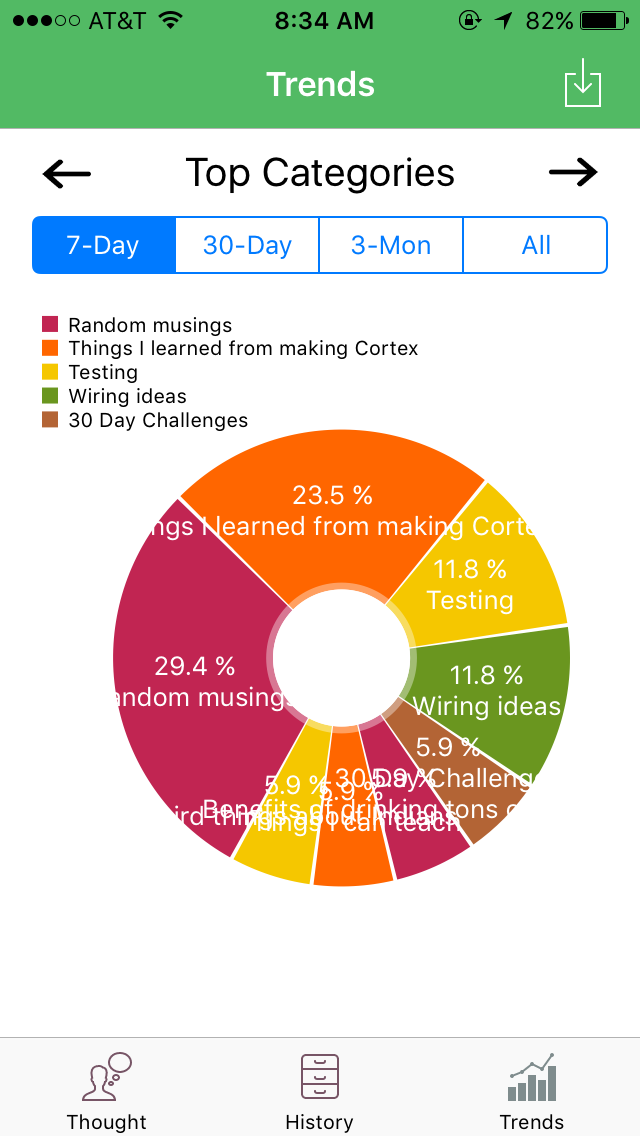 AT&T 8:34 AM 82%
Trends
Top Categories
7-Day 30-Day 3-Mon All
Random musings
Things I learned from making Cortex
Testing
Wiring ideas
30 Day Challenges
23.5 %
ngs I learned from making Corte
11.8 %
Testing
29.4 %
andom musings
11.8 %
Wiring ideas
5.9 %
30 Day Challeng
5.9 %
Benefits of drinking tons
5.9 %
Things I can teach
5.9 %
ird things about Indians
Thought History Trends